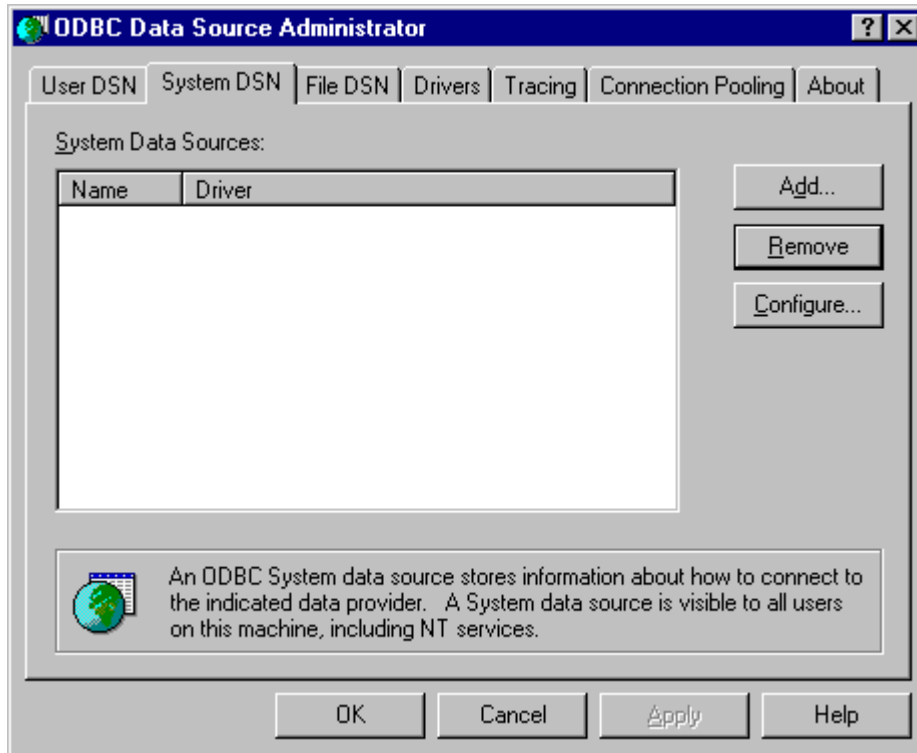 ODBC Data Source Administrator
User DSN System DSN File DSN Drivers Tracing Connection Pooling About
System Data Sources:
Name Driver
Add...
Remove
Configure...
An ODBC System data source stores information about how to connect to
the indicated data provider. A System data source is visible to all users
on this machine, including NT services.
OK Cancel Apply Help